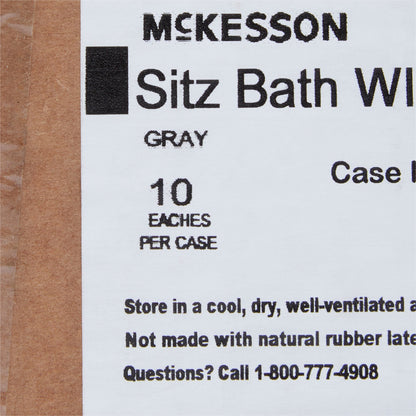 McKESSON
Sitz Bath
GRAY
Case
10
EACHES
PER CASE
Store in a cool, dry, well-ventilated
Not made with natural rubber
Questions? Call 1-800-777-4908